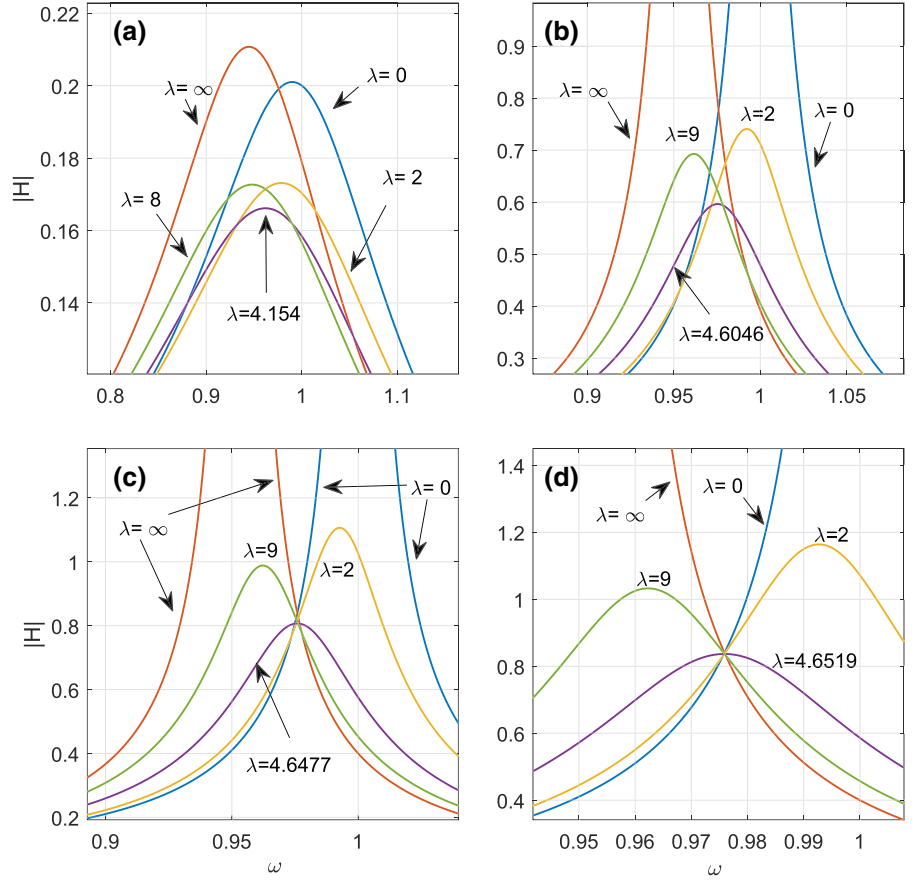 (a)
0.22
0.2
0.18
0.16
0.14
|H|
λ= ∞
λ= 0
λ= 8
λ= 2
λ=4.154
0.8
0.9
1
1.1
(b)
0.9
0.8
0.7
0.6
0.5
0.4
0.3
λ= ∞
λ=2
λ=9
λ= 0
λ=4.6046
0.9
0.95
1
1.05
(c)
1.2
1
0.8
0.6
0.4
0.2
|H|
λ= ∞
λ= 0
λ=9
λ=2
λ=4.6477
0.9
0.95
1
ω
(d)
1.4
1.2
1
0.8
0.6
0.4
λ= ∞
λ= 0
λ=2
λ=9
λ=4.6519
0.95
0.96
0.97
0.98
0.99
1
ω